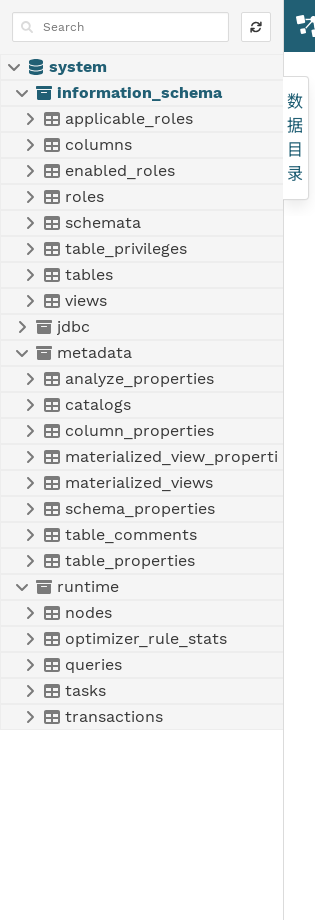 Search
system
information_schema
applicable_roles
columns
enabled_roles
roles
schemata
table_privileges
tables
views
jdbc
metadata
analyze_properties
catalogs
column_properties
materialized_view_properti
materialized_views
schema_properties
table_comments
table_properties
runtime
nodes
optimizer_rule_stats
queries
tasks
transactions
数据目录